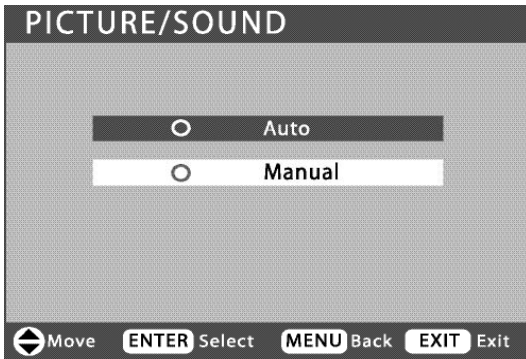 PICTURE/SOUND
Auto
Manual
Move ENTER Select MENU Back EXIT Exit